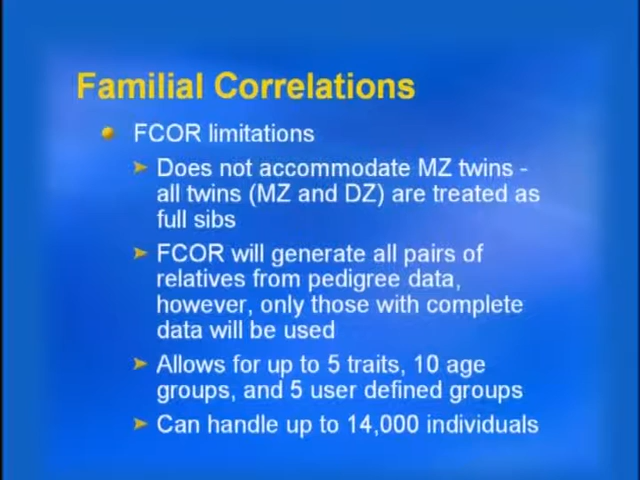 Familial Correlations
FCOR limitations
Does not accommodate MZ twins -
all twins (MZ and DZ) are treated as
full sibs
FCOR will generate all pairs of
relatives from pedigree data,
however, only those with complete
data will be used
Allows for up to 5 traits, 10 age
groups, and 5 user defined groups
Can handle up to 14,000 individuals